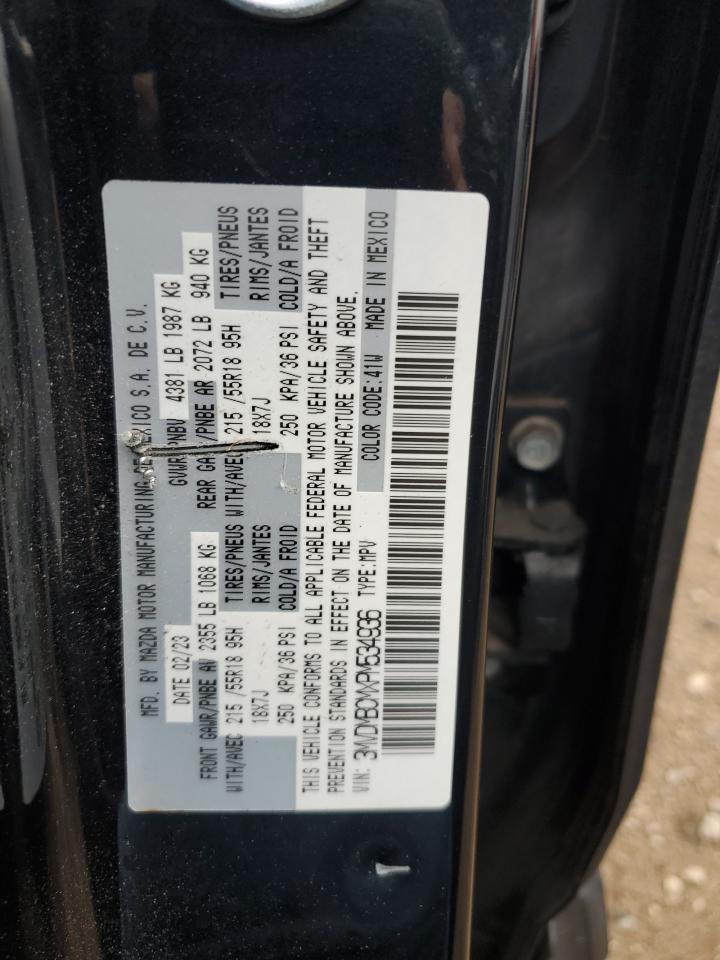 MFD. BY MAZDA MOTOR MANUFACTURING DE MEXICO S.A. DE C.V.
DATE 02/23 GVWR/PNBV 4381 LB 1987 KG
FRONT GAWR/PNBE AV 2355 LB 1068 KG REAR GAWR/PNBE AR 2072 LB 940 KG
WITH/AVEC 215 /55R18 95H TIRES/PNEUS WITH/AVEC 215 /55R18 95H TIRES/PNEUS
18X7J RIMS/JANTES 18X7J RIMS/JANTES
250 KPA/36 PSI COLD/A FROID 250 KPA/36 PSI COLD/A FROID
THIS VEHICLE CONFORMS TO ALL APPLICABLE FEDERAL MOTOR VEHICLE SAFETY AND THEFT
PREVENTION STANDARDS IN EFFECT ON THE DATE OF MANUFACTURE SHOWN ABOVE.
VIN: 3MVDMBCMXPM534936 TYPE:MPV COLOR CODE:41W MADE IN MEXICO